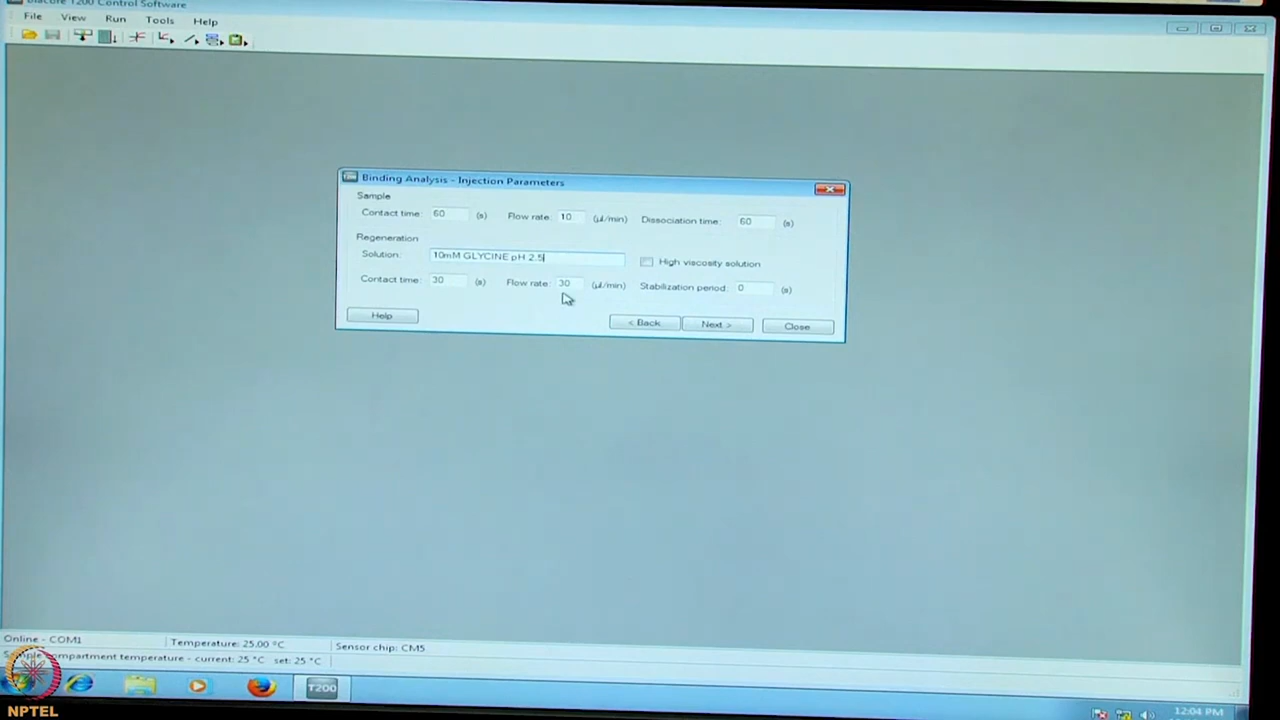 Biacore T200 Control Software
File View Run Tools Help
Binding Analysis - Injection Parameters
Sample
Contact time: 60 (s) Flow rate: 10 (µl/min) Dissociation time: 60 (s)
Regeneration
Solution: 10mM GLYCINE pH 2.5 High viscosity solution
Contact time: 30 (s) Flow rate: 30 (µl/min) Stabilization period: 0 (s)
Help < Back Next > Close
Online - COM1 Temperature: 25.00 °C Sensor chip: CM5
compartment temperature - current: 25 °C set: 25 °C
T200
12:04 PM
NPTEL